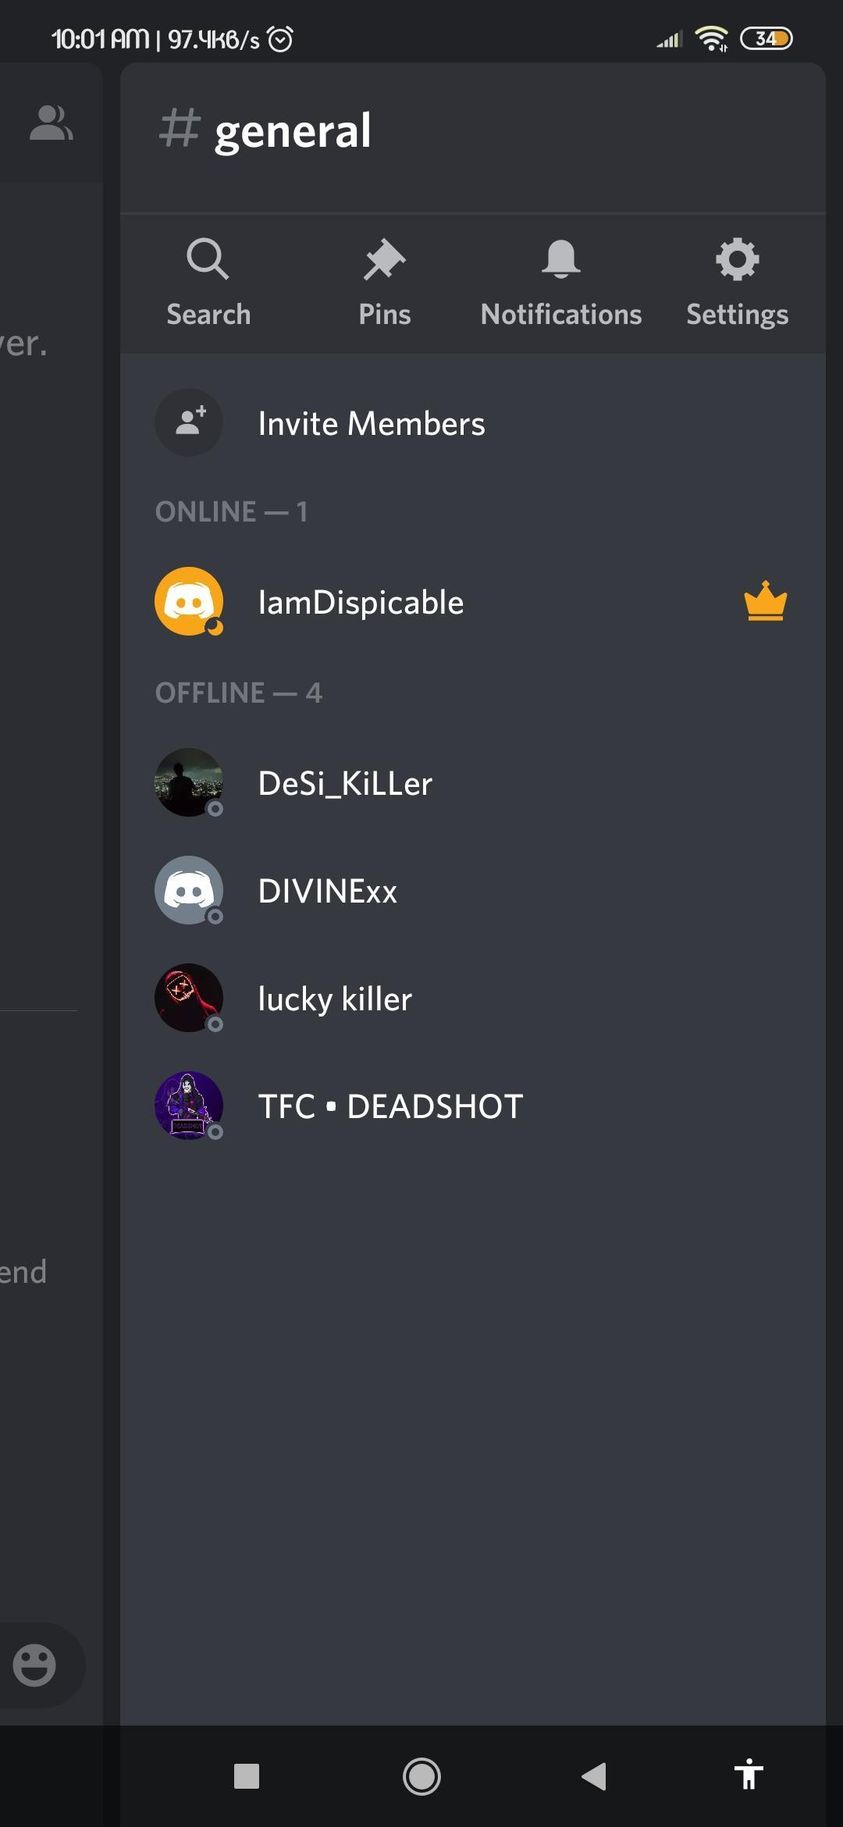 10:01 AM | 97.4KB/s
34
# general
Search
Pins
Notifications
Settings
ver.
Invite Members
ONLINE — 1
IamDispicable
OFFLINE — 4
DeSi_KiLLer
DIVINExx
lucky killer
TFC • DEADSHOT
end